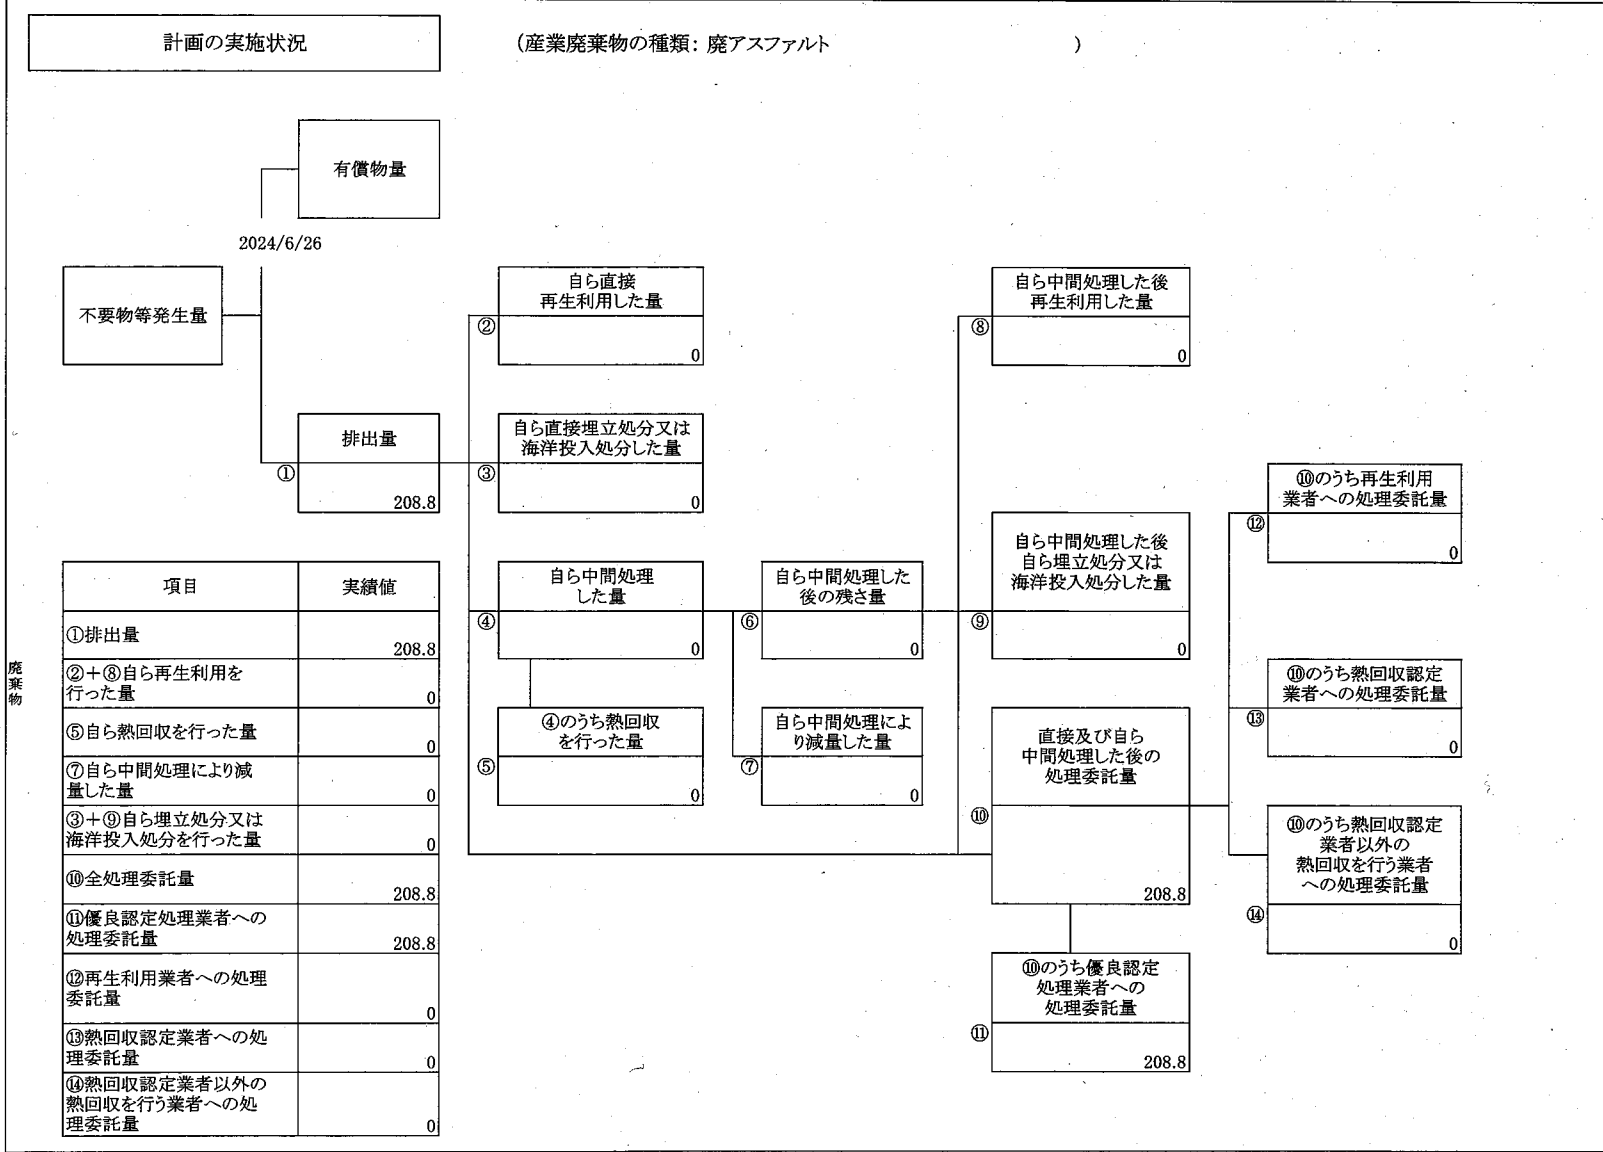 計画の実施状況
(産業廃棄物の種類: 廃アスファルト )
有償物量
2024/6/26
不要物等発生量
自ら直接
再生利用した量
②
0
自ら中間処理した後
再生利用した量
⑧
0
排出量
①
208.8
自ら直接埋立処分又は
海洋投入処分した量
③
0
⑩のうち再生利用
業者への処理委託量
⑫
0
自ら中間処理した後
自ら埋立処分又は
海洋投入処分した量
⑨
0
自ら中間処理
した量
④
0
自ら中間処理した
後の残さ量
⑥
0
⑩のうち熱回収認定
業者への処理委託量
⑬
0
④のうち熱回収
を行った量
⑤
0
自ら中間処理によ
り減量した量
⑦
0
直接及び自ら
中間処理した後の
処理委託量
⑩
208.8
⑩のうち熱回収認定
業者以外の
熱回収を行う業者
への処理委託量
⑭
0
⑩のうち優良認定
処理業者への
処理委託量
⑪
208.8
項目 実績値
①排出量
208.8
②+⑧自ら再生利用を
行った量
0
⑤自ら熱回収を行った量
0
⑦自ら中間処理により減
量した量
0
③+⑨自ら埋立処分又は
海洋投入処分を行った量
0
⑩全処理委託量
208.8
⑪優良認定処理業者への
処理委託量
208.8
⑫再生利用業者への処理
委託量
0
⑬熱回収認定業者への処
理委託量
0
⑭熱回収認定業者以外の
熱回収を行う業者への処
理委託量
0
廃棄物